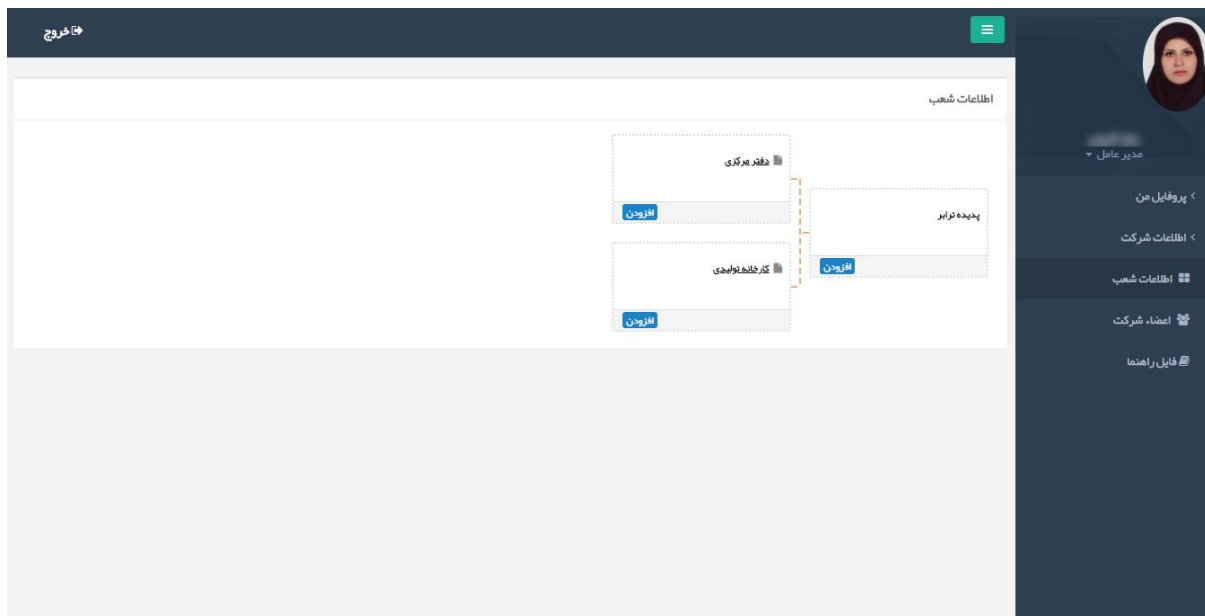 خروج
مدیر عامل
پروفایل من
اطلاعات شرکت
اطلاعات شعب
اعضاء شرکت
فایل راهنما
اطلاعات شعب
پدیده ترابر
افزودن
دفتر مرکزی
افزودن
کارخانه تولیدی
افزودن